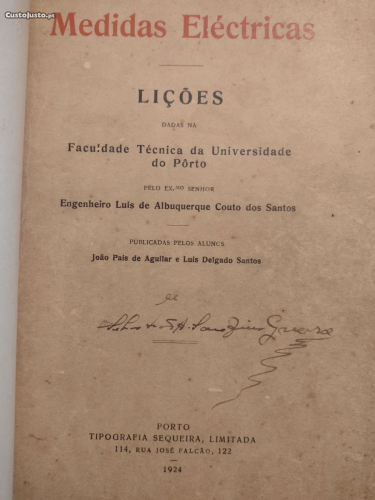 CustoJusto.pt
Medidas Eléctricas
LIÇÕES
DADAS NA
Faculdade Técnica da Universidade
do Pôrto
PELO EX.MO SENHOR
Engenheiro Luís de Albuquerque Couto dos Santos
PUBLICADAS PELOS ALUNOS
João Pais de Aguilar e Luís Delgado Santos
de
Guerra
PORTO
TIPOGRAFIA SEQUEIRA, LIMITADA
114, RUA JOSÉ FALCÃO, 122
1924